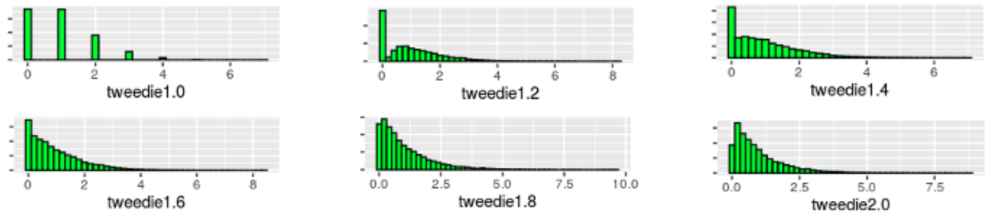 0 2 4 6
tweedie1.0
0 2 4 6 8
tweedie1.2
0 2 4 6
tweedie1.4
0 2 4 6 8
tweedie1.6
0.0 2.5 5.0 7.5 10.0
tweedie1.8
0.0 2.5 5.0 7.5
tweedie2.0